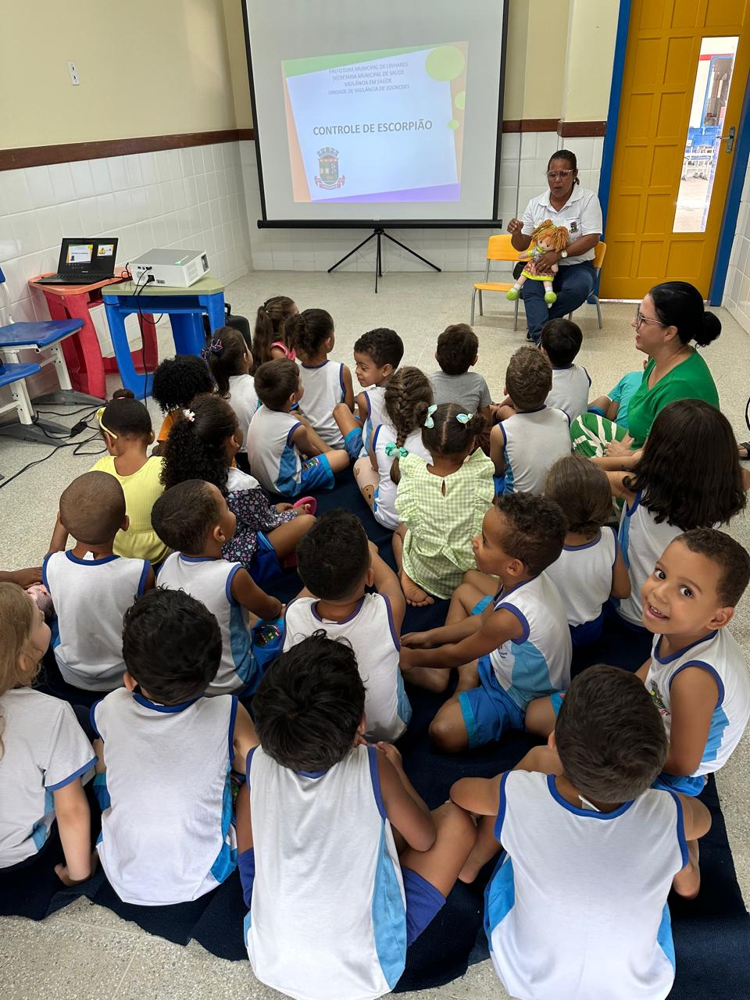 PREFEITURA MUNICIPAL DE LINHARES
SECRETARIA MUNICIPAL DE SAÚDE
VIGILÂNCIA EM SAÚDE
UNIDADE DE VIGILÂNCIA DE ZOONOSES
CONTROLE DE ESCORPIÃO
LINHARES